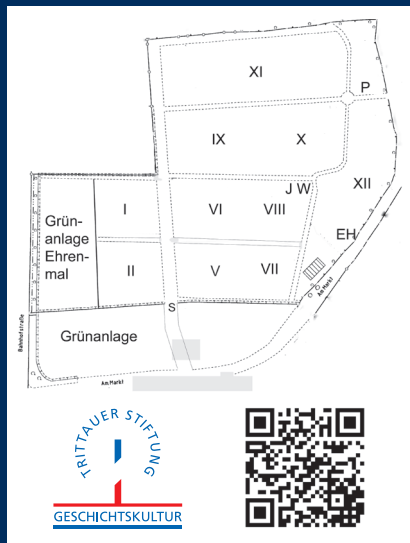 XI
P
IX
X
J W
XII
I
VI
VIII
Grün-
anlage
Ehren-
mal
EH
II
V
VII
Am Markt
S
Grünanlage
Bahnhofstraße
Am Markt
TRITTAUER STIFTUNG
GESCHICHTSKULTUR